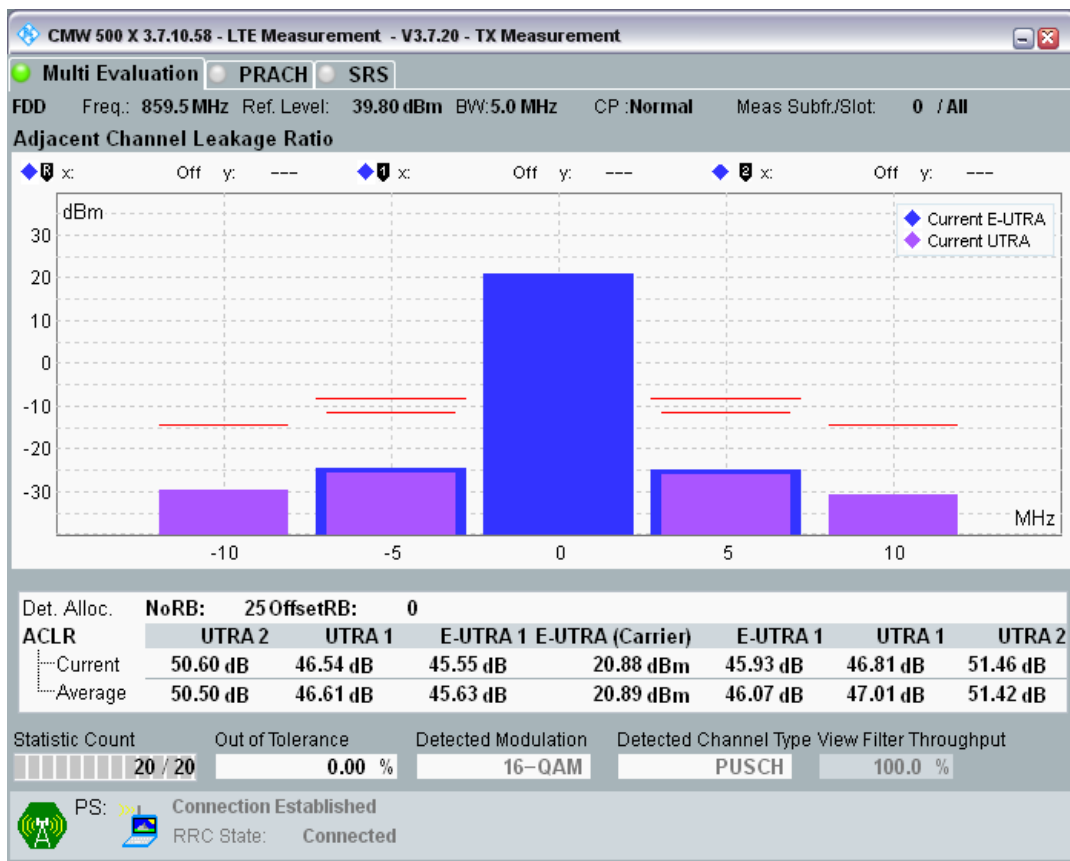 CMW 500 X 3.7.10.58 - LTE Measurement - V3.7.20 - TX Measurement
Multi Evaluation PRACH SRS
FDD Freq.: 859.5 MHz Ref. Level: 39.80 dBm BW:5.0 MHz CP :Normal Meas Subfr./Slot: 0 / All
Adjacent Channel Leakage Ratio
R x: Off y: --- 1 x: Off y: --- 2 x: Off y: ---
dBm
Current E-UTRA
Current UTRA
30
20
10
0
-10
-20
-30
MHz
-10 -5 0 5 10
Det. Alloc. NoRB: 25 OffsetRB: 0
ACLR UTRA 2 UTRA 1 E-UTRA 1 E-UTRA (Carrier) E-UTRA 1 UTRA 1 UTRA 2
Current 50.60 dB 46.54 dB 45.55 dB 20.88 dBm 45.93 dB 46.81 dB 51.46 dB
Average 50.50 dB 46.61 dB 45.63 dB 20.89 dBm 46.07 dB 47.01 dB 51.42 dB
Statistic Count Out of Tolerance Detected Modulation Detected Channel Type View Filter Throughput
20 / 20 0.00 % 16-QAM PUSCH 100.0 %
PS: Connection Established
RRC State: Connected